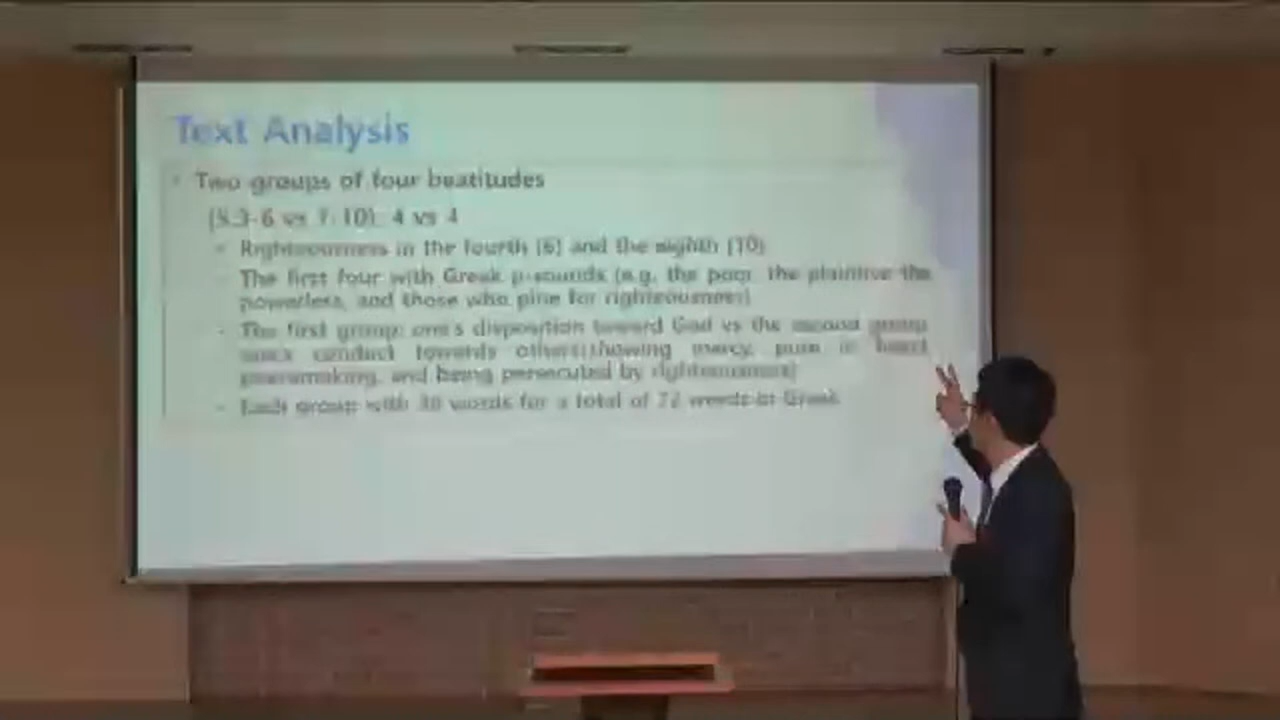 Text Analysis
Two groups of four beatitudes
(5:3-6 vs 7-10): 4 vs 4
Righteousness in the fourth (6) and the eighth (10)
The first four with Greek p-sounds (e.g. the poor, the plaintive the
powerless, and those who pine for righteousness)
The first group: one's disposition toward God vs the second group
conduct towards others(showing mercy, pure in heart
peacemaking, and being persecuted by righteousness)
Each group with words for a total of 72 words in Greek